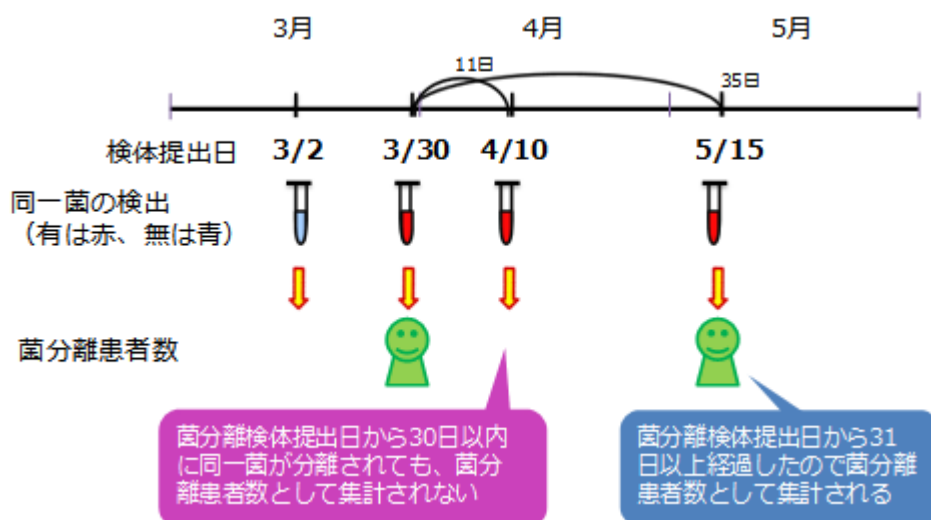 3月 4月 5月
11日
35日
検体提出日 3/2 3/30 4/10 5/15
同一菌の検出
（有は赤、無は青）
菌分離患者数
菌分離検体提出日から30日以内
に同一菌が分離されても、菌分
離患者数として集計されない
菌分離検体提出日から31
日以上経過したので菌分離
患者数として集計される